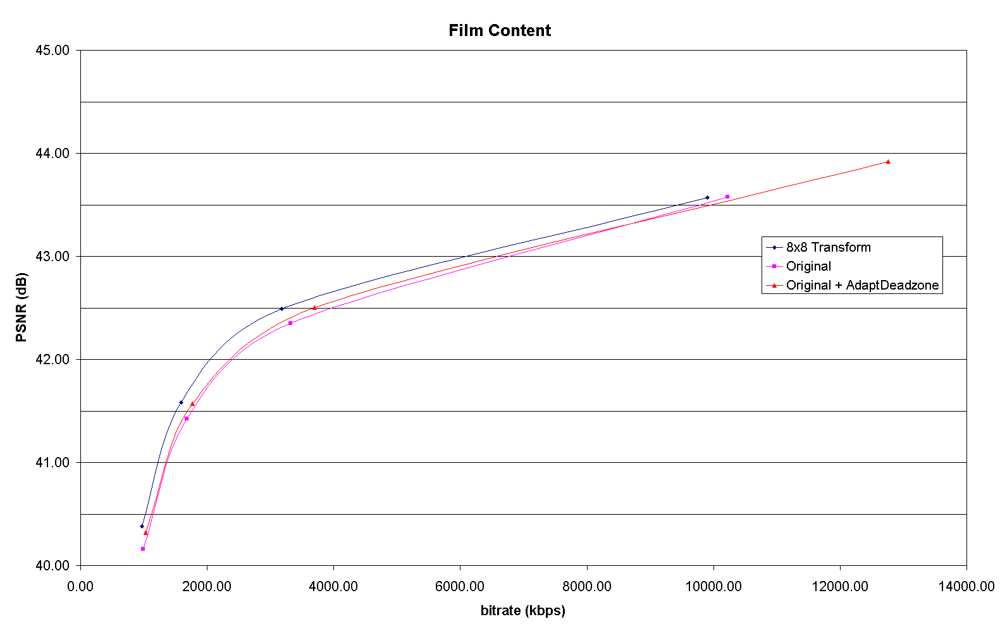 Film Content
45.00
44.00
43.00
42.00
41.00
40.00
PSNR (dB)
8x8 Transform
Original
Original + AdaptDeadzone
0.00 2000.00 4000.00 6000.00 8000.00 10000.00 12000.00 14000.00
bitrate (kbps)